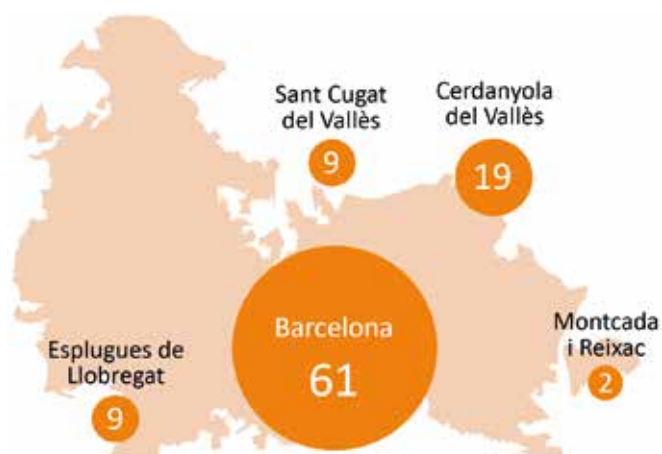 Sant Cugat
del Vallès
9
Cerdanyola
del Vallès
19
Barcelona
61
Montcada
i Reixac
2
Esplugues de
Llobregat
9